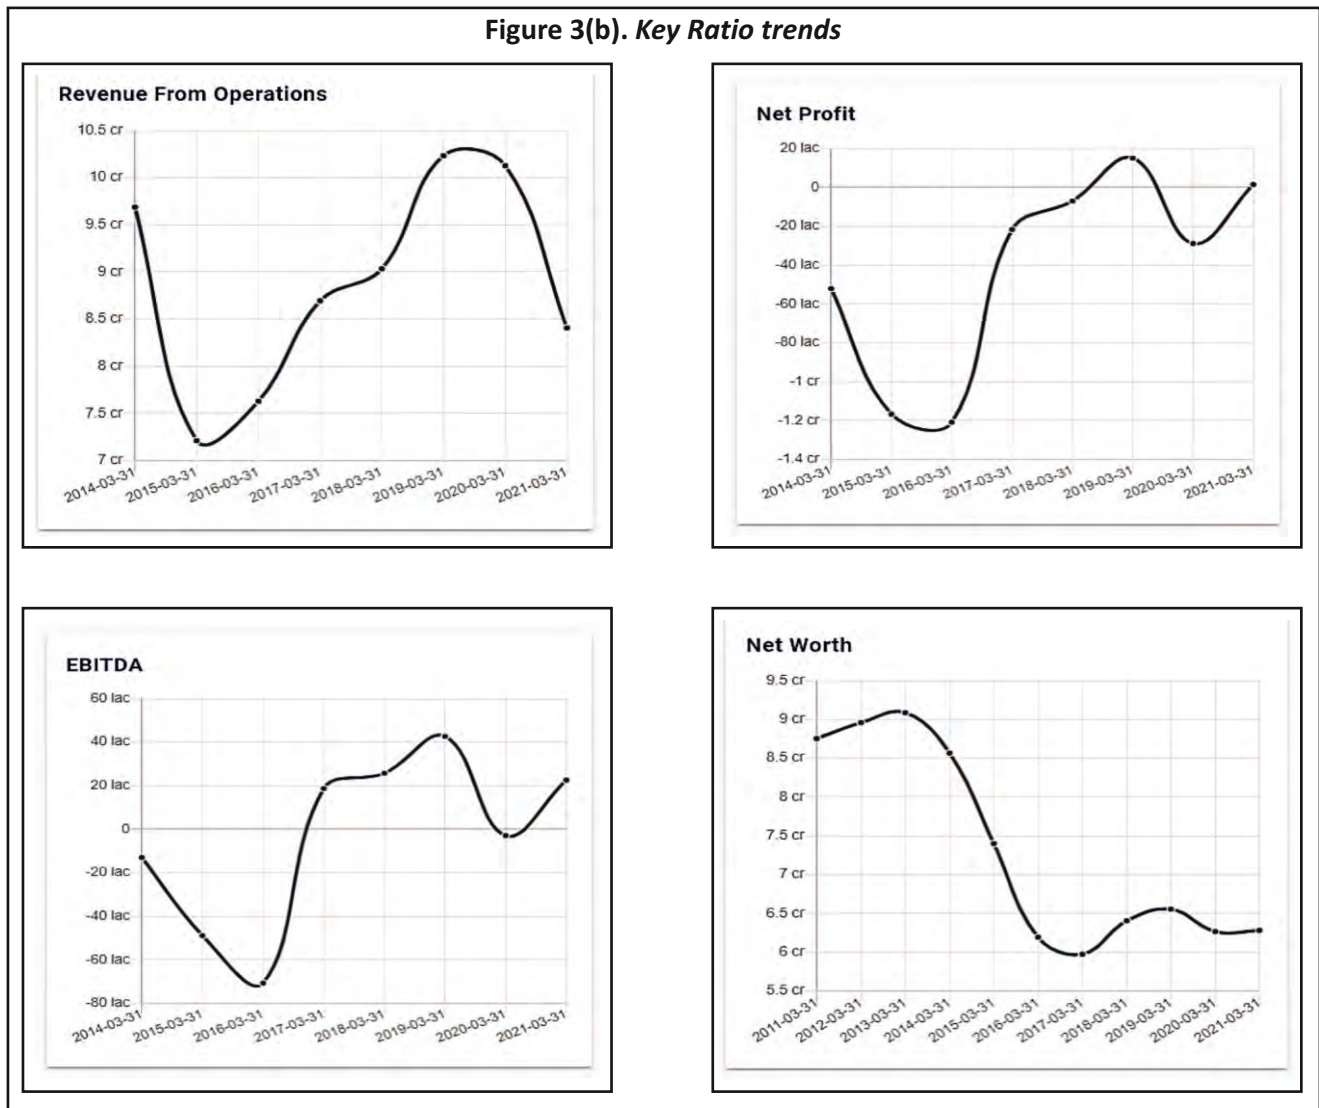 Figure 3(b). Key Ratio trends
Revenue From Operations
10.5 cr
10 cr
9.5 cr
9 cr
8.5 cr
8 cr
7.5 cr
7 cr
2014-03-31
2015-03-31
2016-03-31
2017-03-31
2018-03-31
2019-03-31
2020-03-31
2021-03-31
Net Profit
20 lac
0
-20 lac
-40 lac
-60 lac
-80 lac
-1 cr
-1.2 cr
-1.4 cr
2014-03-31
2015-03-31
2016-03-31
2017-03-31
2018-03-31
2019-03-31
2020-03-31
2021-03-31
EBITDA
60 lac
40 lac
20 lac
0
-20 lac
-40 lac
-60 lac
-80 lac
2014-03-31
2015-03-31
2016-03-31
2017-03-31
2018-03-31
2019-03-31
2020-03-31
2021-03-31
Net Worth
9.5 cr
9 cr
8.5 cr
8 cr
7.5 cr
7 cr
6.5 cr
6 cr
5.5 cr
2011-03-31
2012-03-31
2013-03-31
2014-03-31
2015-03-31
2016-03-31
2017-03-31
2018-03-31
2019-03-31
2020-03-31
2021-03-31